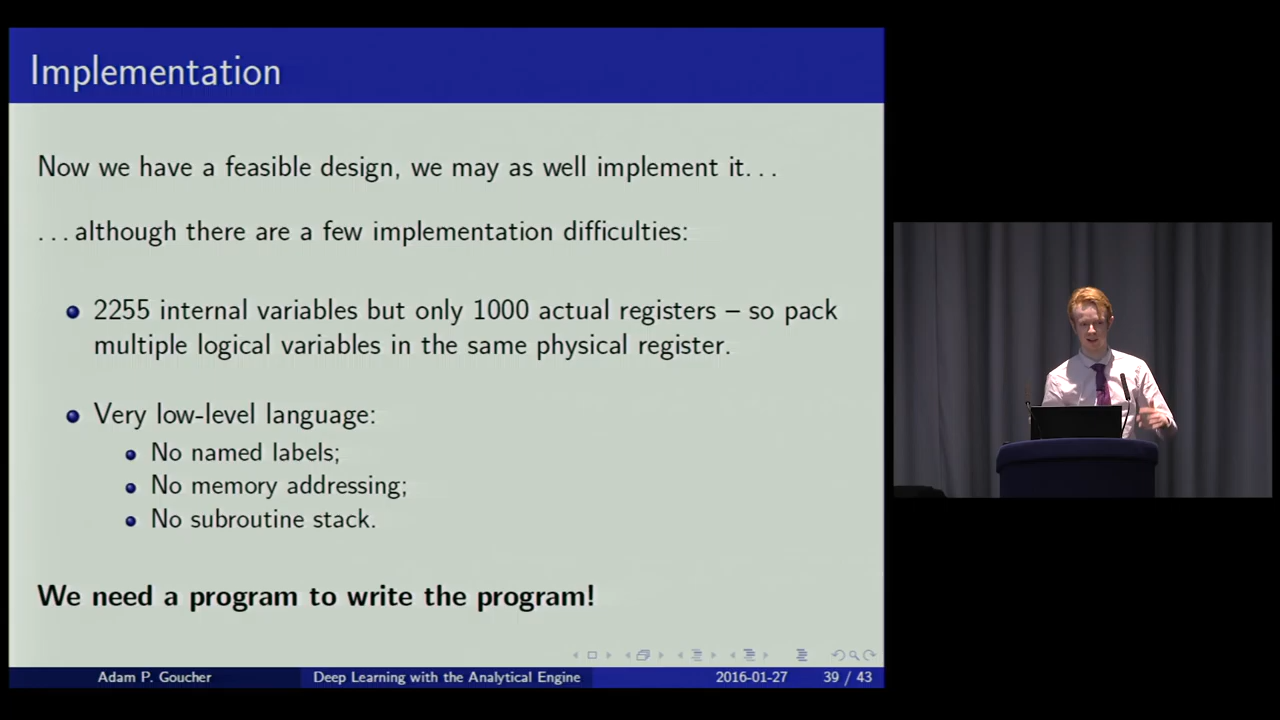 Implementation
Now we have a feasible design, we may as well implement it. . .
. . . although there are a few implementation difficulties:
2255 internal variables but only 1000 actual registers – so pack
multiple logical variables in the same physical register.
Very low-level language:
No named labels;
No memory addressing;
No subroutine stack.
We need a program to write the program!
Adam P. Goucher
Deep Learning with the Analytical Engine
2016-01-27
39 / 43